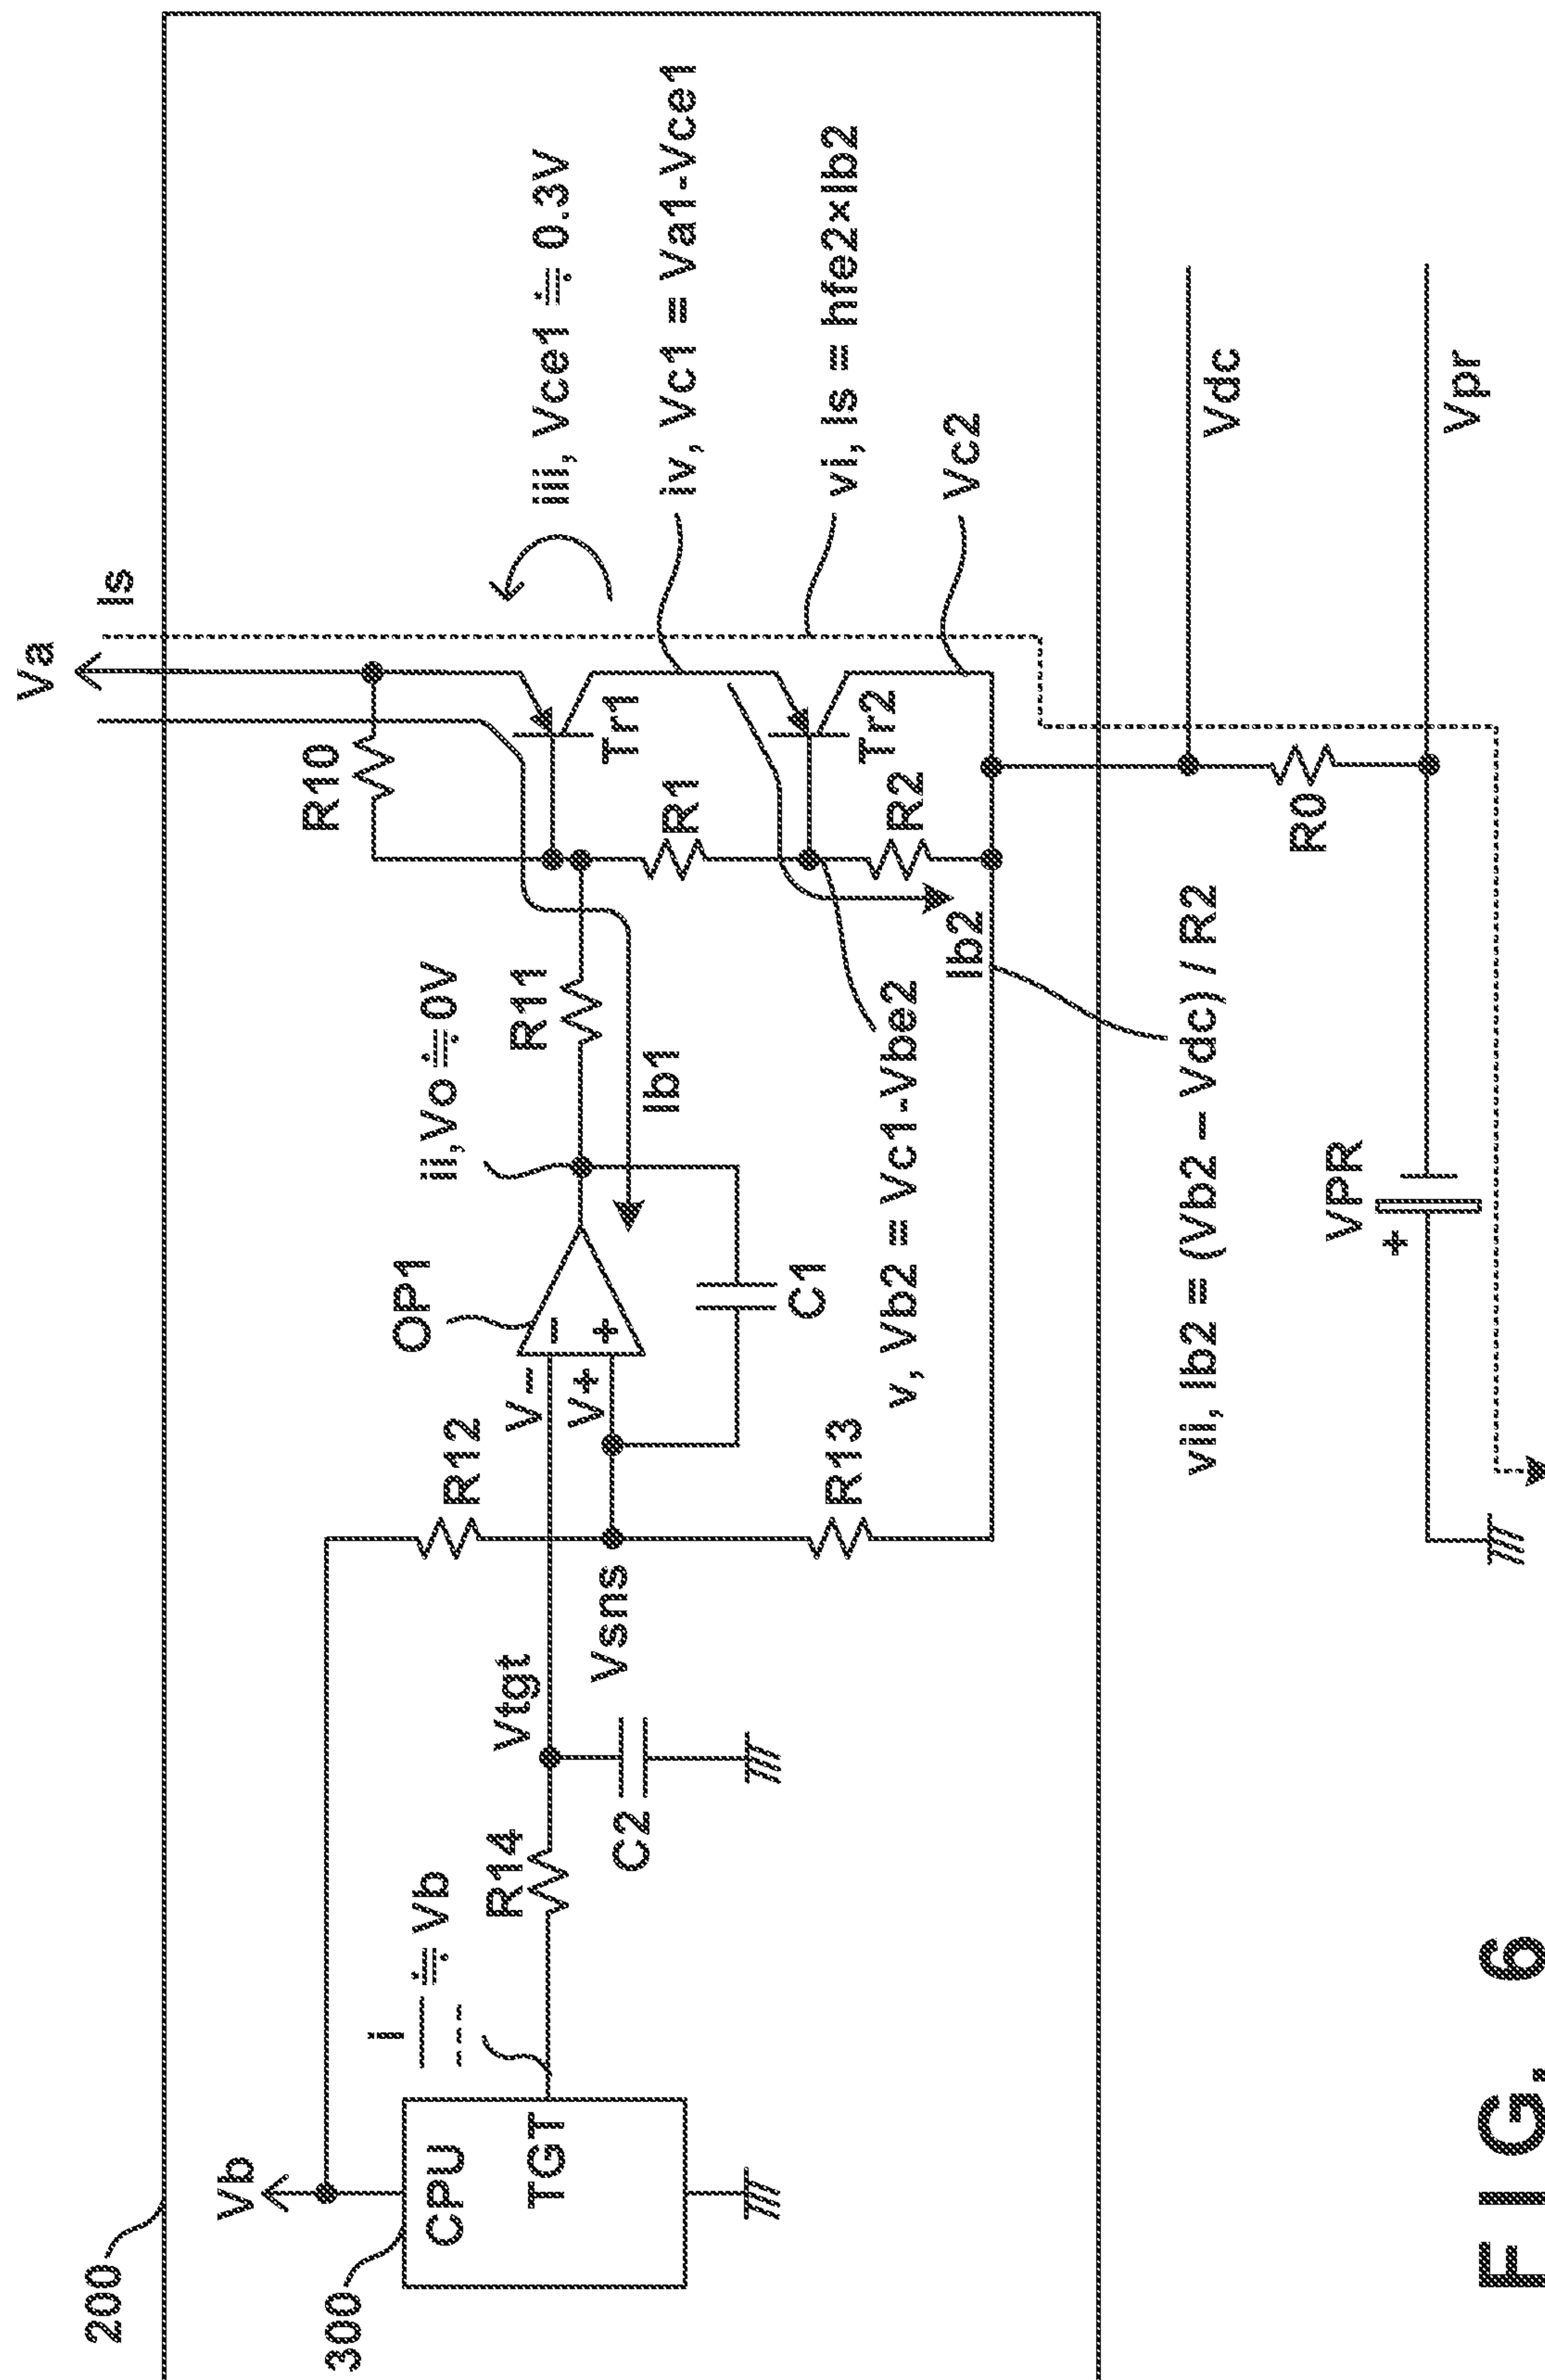 200
300
Vb
CPU
TGT
i
≒ Vb
R14
C2
Vtgt
Vsns
R12
R13
V−
V+
−
+
OP1
C1
ii,Vo≒0V
R11
Ib1
R10
R1
R2
Tr1
Tr2
Va
Is
iii, Vce1 ≒ 0.3V
iv, Vc1 = Va1-Vce1
v, Vb2 = Vc1-Vbe2
vi, Is = hfe2×Ib2
Vc2
Ib2
vii, Ib2 = (Vb2 − Vdc) / R2
Vdc
R0
Vpr
VPR
+
FIG. 6